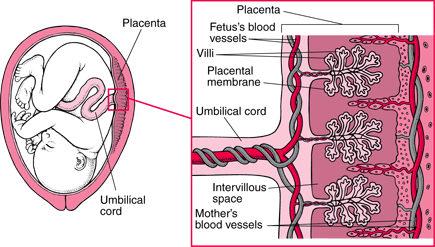 Placenta
Umbilical
cord
Placenta
Fetus's blood
vessels
Villi
Placental
membrane
Umbilical cord
Intervillous
space
Mother's
blood vessels